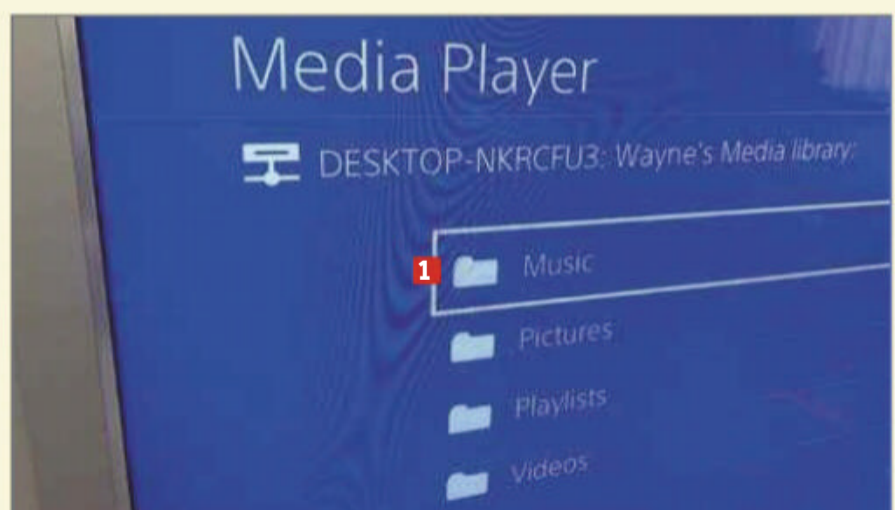 Media Player
DESKTOP-NKRCFU3: Wayne's Media library:
1 Music
Pictures
Playlists
Videos